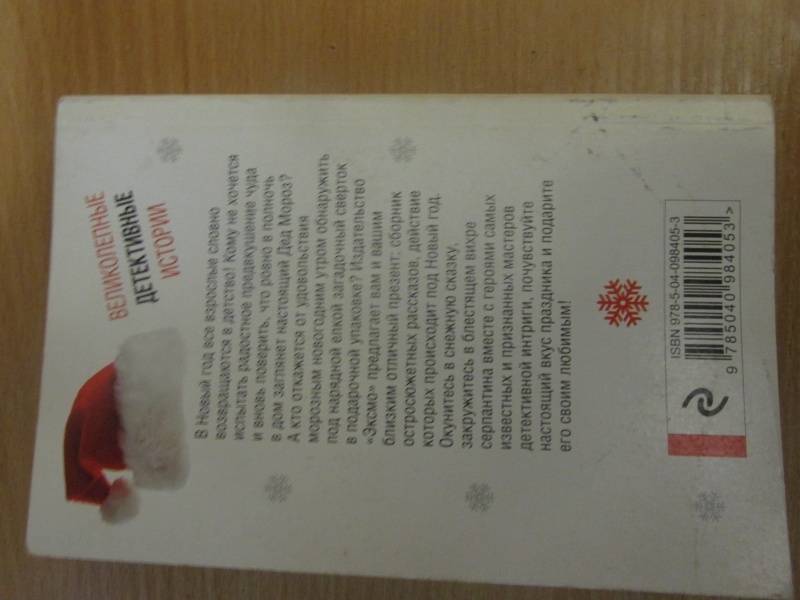 ВЕЛИКОЛЕПНЫЕ
ДЕТЕКТИВНЫЕ
ИСТОРИИ
В Новый год все взрослые словно
возвращаются в детство! Кому не хочется
испытать радостное предвкушение чуда
и вновь поверить, что ровно в полночь
в дом заглянет настоящий Дед Мороз?
А кто откажется от удовольствия
морозным новогодним утром обнаружить
под нарядной елкой загадочный сверток
в подарочной упаковке? Издательство
«Эксмо» предлагает вам и вашим
близким отличный презент: сборник
остросюжетных рассказов, действие
которых происходит под Новый год.
Окунитесь в снежную сказку,
закружитесь в блестящем вихре
серпантина вместе с героями самых
известных и признанных мастеров
детективной интриги, почувствуйте
настоящий вкус праздника и подарите
его своим любимым!
ISBN 978-5-04-098405-3
9 785040 984053 >